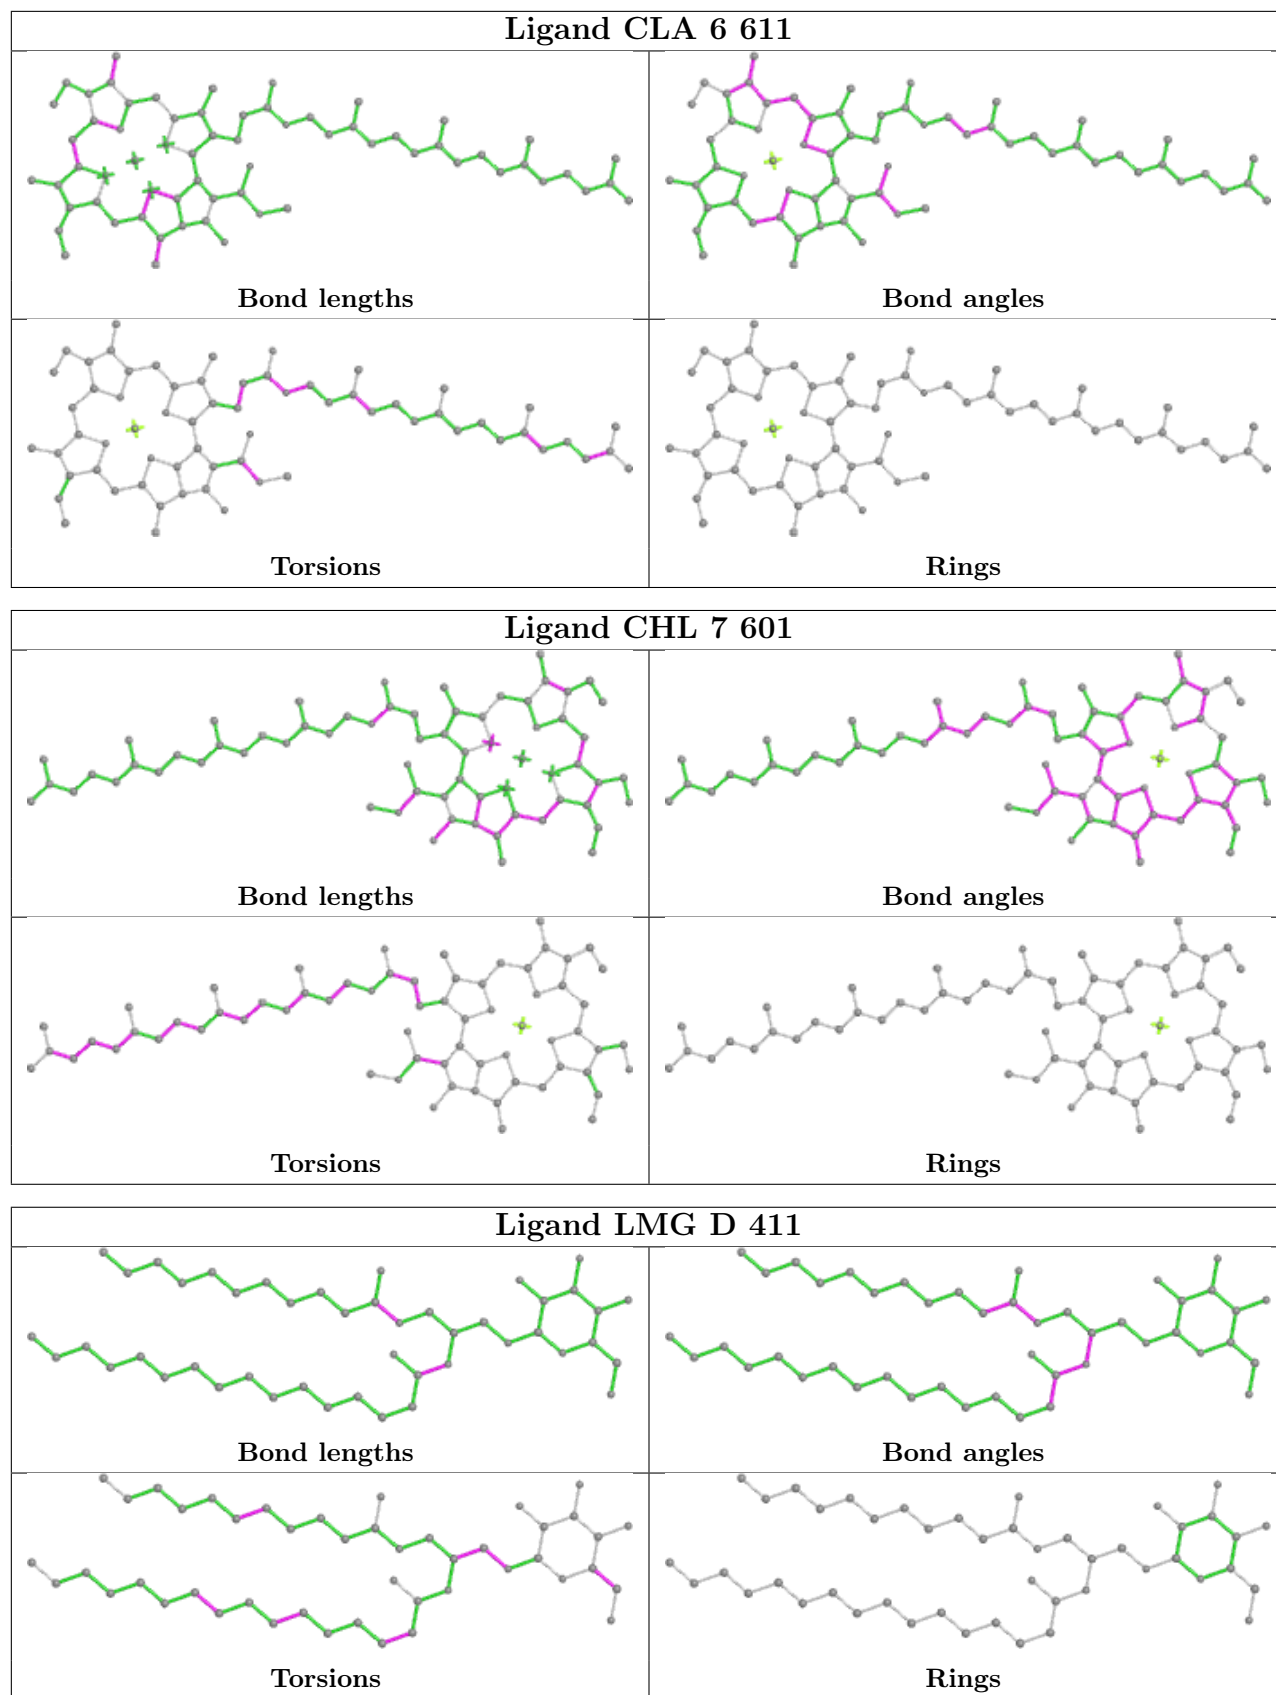 Ligand CLA 6 611
Bond lengths
Bond angles
Torsions
Rings
Ligand CHL 7 601
Bond lengths
Bond angles
Torsions
Rings
Ligand LMG D 411
Bond lengths
Bond angles
Torsions
Rings